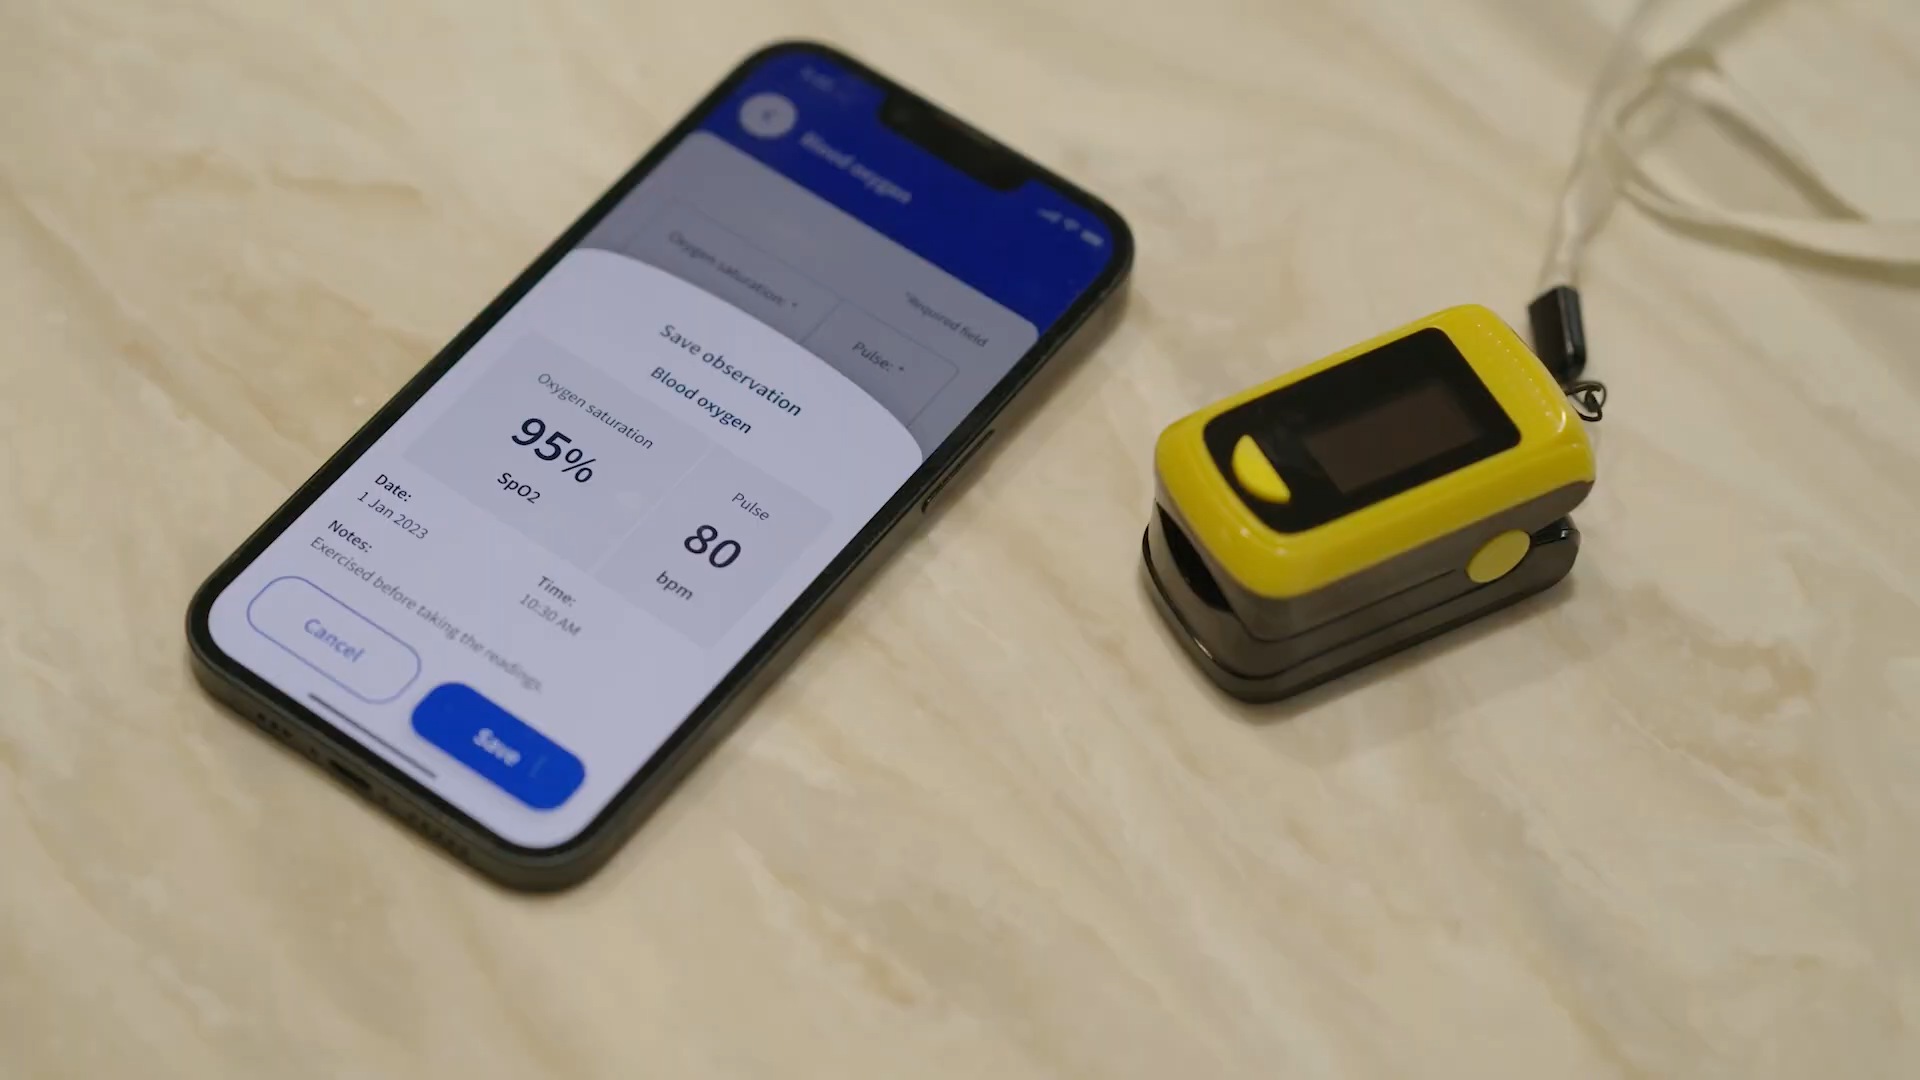 Blood oxygen
*Required field
Oxygen saturation: *
Pulse: *
Save observation
Blood oxygen
Oxygen saturation
95%
SpO2
Pulse
80
bpm
Date:
1 Jan 2023
Time:
10:30 AM
Notes:
Exercised before taking the readings.
Cancel
Save